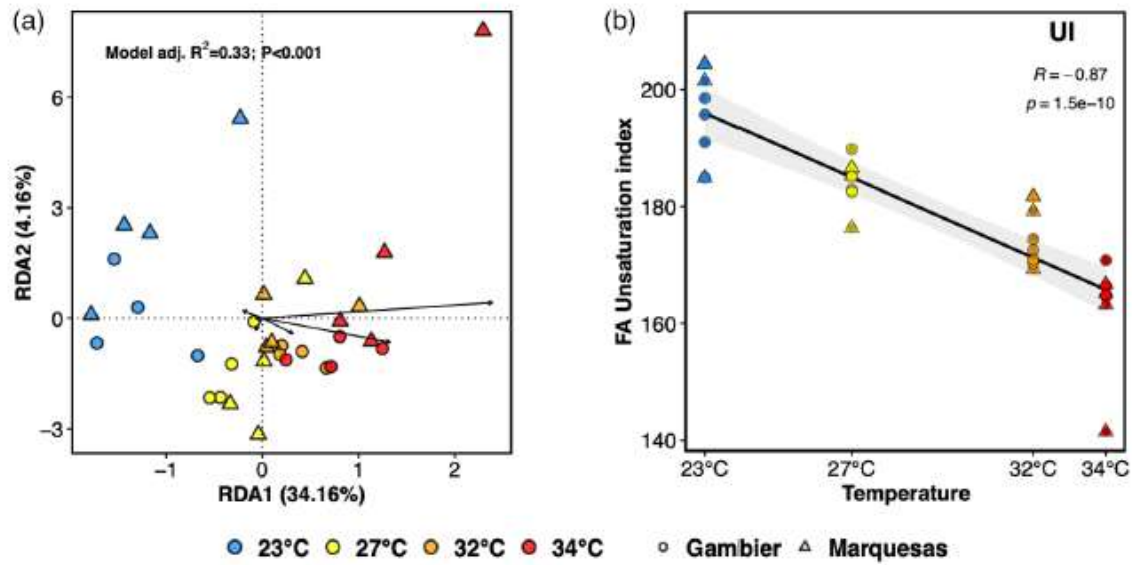 (a)
Model adj. R²=0.33; P<0.001
6
3
0
−3
RDA2 (4.16%)
−1
0
1
2
RDA1 (34.16%)
(b)
UI
R = −0.87
p = 1.5e−10
200
180
160
140
FA Unsaturation index
23°C
27°C
32°C
34°C
Temperature
23°C 27°C 32°C 34°C Gambier Marquesas